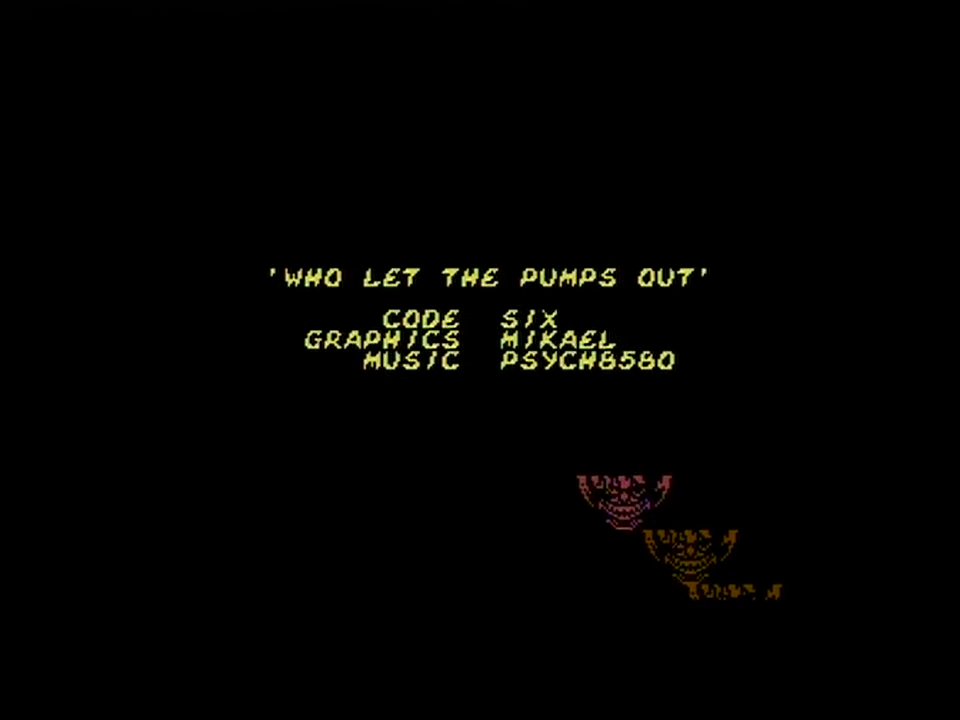 'WHO LET THE PUMPS OUT'
CODE SIX
GRAPHICS MIKAEL
MUSIC PSYCH8580